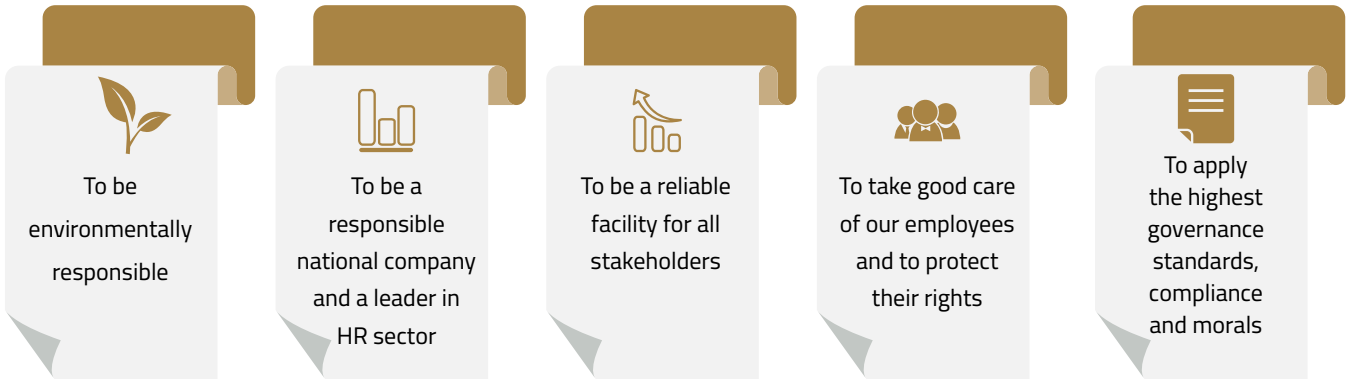 To be
environmentally
responsible
To be a
responsible
national company
and a leader in
HR sector
To be a reliable
facility for all
stakeholders
To take good care
of our employees
and to protect
their rights
To apply
the highest
governance
standards,
compliance
and morals